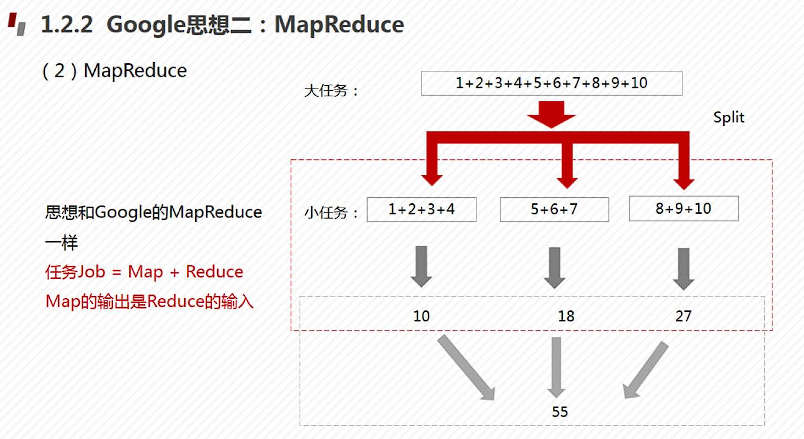 1.2.2 Google思想二：MapReduce
（2）MapReduce
大任务：
1+2+3+4+5+6+7+8+9+10
Split
小任务：
1+2+3+4
5+6+7
8+9+10
思想和Google的MapReduce
一样
任务Job = Map + Reduce
Map的输出是Reduce的输入
10
18
27
55